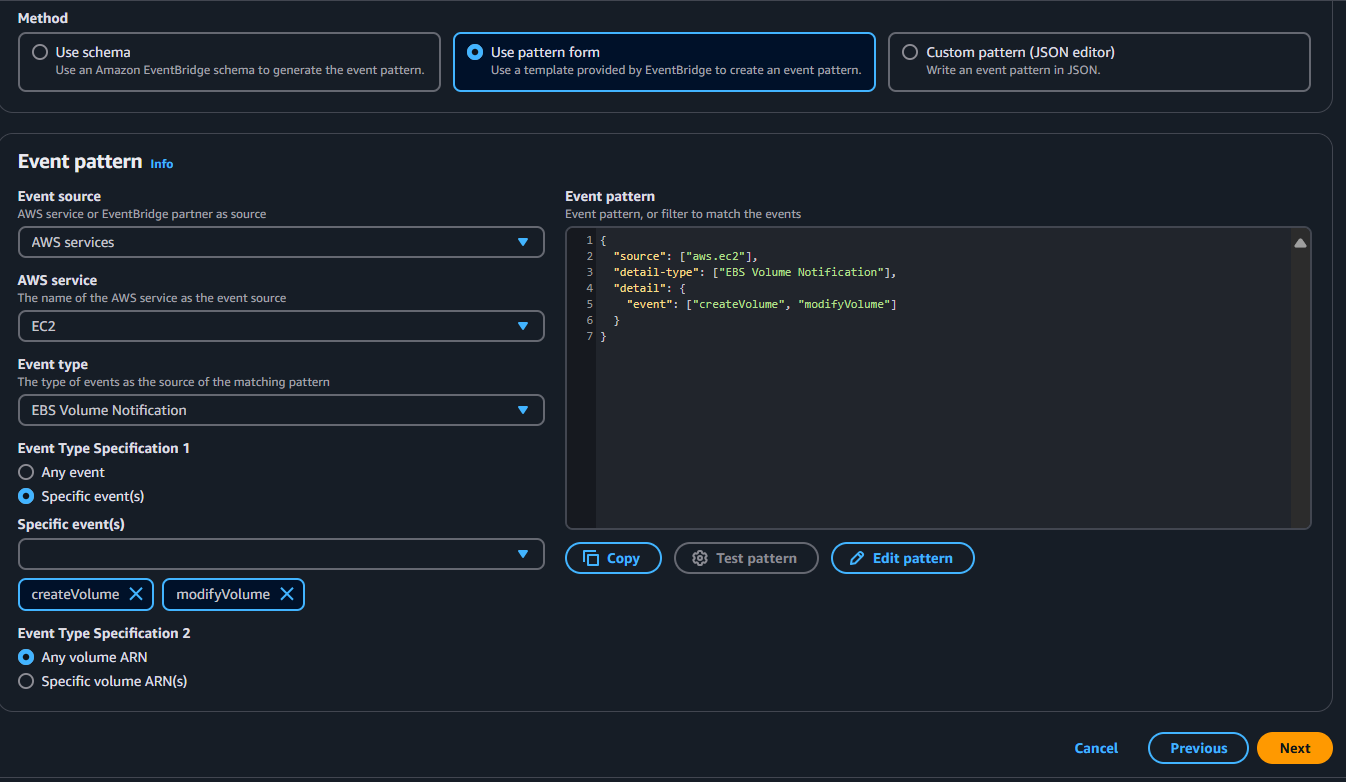 Method
Use schema
Use an Amazon EventBridge schema to generate the event pattern.
Use pattern form
Use a template provided by EventBridge to create an event pattern.
Custom pattern (JSON editor)
Write an event pattern in JSON.
Event pattern Info
Event source
AWS service or EventBridge partner as source
AWS services
AWS service
The name of the AWS service as the event source
EC2
Event type
The type of events as the source of the matching pattern
EBS Volume Notification
Event Type Specification 1
Any event
Specific event(s)
Specific event(s)
createVolume
modifyVolume
Event Type Specification 2
Any volume ARN
Specific volume ARN(s)
Event pattern
Event pattern, or filter to match the events
1 {
2   "source": ["aws.ec2"],
3   "detail-type": ["EBS Volume Notification"],
4   "detail": {
5     "event": ["createVolume", "modifyVolume"]
6   }
7 }
Copy
Test pattern
Edit pattern
Cancel
Previous
Next